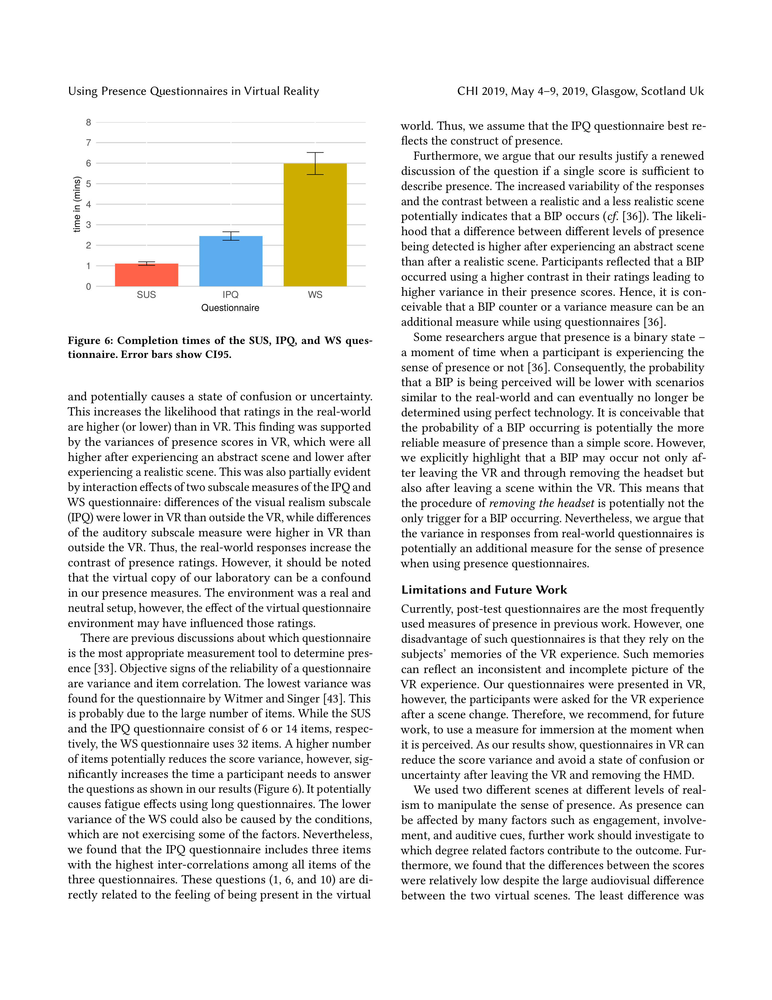 Using Presence Questionnaires in Virtual Reality
CHI 2019, May 4–9, 2019, Glasgow, Scotland Uk
8
7
6
5
4
3
2
1
0
time in (mins)
SUS
IPQ
WS
Questionnaire
Figure 6: Completion times of the SUS, IPQ, and WS ques-
tionnaire. Error bars show CI95.
and potentially causes a state of confusion or uncertainty.
This increases the likelihood that ratings in the real-world
are higher (or lower) than in VR. This finding was supported
by the variances of presence scores in VR, which were all
higher after experiencing an abstract scene and lower after
experiencing a realistic scene. This was also partially evident
by interaction effects of two subscale measures of the IPQ and
WS questionnaire: differences of the visual realism subscale
(IPQ) were lower in VR than outside the VR, while differences
of the auditory subscale measure were higher in VR than
outside the VR. Thus, the real-world responses increase the
contrast of presence ratings. However, it should be noted
that the virtual copy of our laboratory can be a confound
in our presence measures. The environment was a real and
neutral setup, however, the effect of the virtual questionnaire
environment may have influenced those ratings.
There are previous discussions about which questionnaire
is the most appropriate measurement tool to determine pres-
ence [33]. Objective signs of the reliability of a questionnaire
are variance and item correlation. The lowest variance was
found for the questionnaire by Witmer and Singer [43]. This
is probably due to the large number of items. While the SUS
and the IPQ questionnaire consist of 6 or 14 items, respec-
tively, the WS questionnaire uses 32 items. A higher number
of items potentially reduces the score variance, however, sig-
nificantly increases the time a participant needs to answer
the questions as shown in our results (Figure 6). It potentially
causes fatigue effects using long questionnaires. The lower
variance of the WS could also be caused by the conditions,
which are not exercising some of the factors. Nevertheless,
we found that the IPQ questionnaire includes three items
with the highest inter-correlations among all items of the
three questionnaires. These questions (1, 6, and 10) are di-
rectly related to the feeling of being present in the virtual
world. Thus, we assume that the IPQ questionnaire best re-
flects the construct of presence.
Furthermore, we argue that our results justify a renewed
discussion of the question if a single score is sufficient to
describe presence. The increased variability of the responses
and the contrast between a realistic and a less realistic scene
potentially indicates that a BIP occurs (cf. [36]). The likeli-
hood that a difference between different levels of presence
being detected is higher after experiencing an abstract scene
than after a realistic scene. Participants reflected that a BIP
occurred using a higher contrast in their ratings leading to
higher variance in their presence scores. Hence, it is con-
ceivable that a BIP counter or a variance measure can be an
additional measure while using questionnaires [36].
Some researchers argue that presence is a binary state –
a moment of time when a participant is experiencing the
sense of presence or not [36]. Consequently, the probability
that a BIP is being perceived will be lower with scenarios
similar to the real-world and can eventually no longer be
determined using perfect technology. It is conceivable that
the probability of a BIP occurring is potentially the more
reliable measure of presence than a simple score. However,
we explicitly highlight that a BIP may occur not only af-
ter leaving the VR and through removing the headset but
also after leaving a scene within the VR. This means that
the procedure of removing the headset is potentially not the
only trigger for a BIP occurring. Nevertheless, we argue that
the variance in responses from real-world questionnaires is
potentially an additional measure for the sense of presence
when using presence questionnaires.
Limitations and Future Work
Currently, post-test questionnaires are the most frequently
used measures of presence in previous work. However, one
disadvantage of such questionnaires is that they rely on the
subjects’ memories of the VR experience. Such memories
can reflect an inconsistent and incomplete picture of the
VR experience. Our questionnaires were presented in VR,
however, the participants were asked for the VR experience
after a scene change. Therefore, we recommend, for future
work, to use a measure for immersion at the moment when
it is perceived. As our results show, questionnaires in VR can
reduce the score variance and avoid a state of confusion or
uncertainty after leaving the VR and removing the HMD.
We used two different scenes at different levels of real-
ism to manipulate the sense of presence. As presence can
be affected by many factors such as engagement, involve-
ment, and auditive cues, further work should investigate to
which degree related factors contribute to the outcome. Fur-
thermore, we found that the differences between the scores
were relatively low despite the large audiovisual difference
between the two virtual scenes. The least difference was